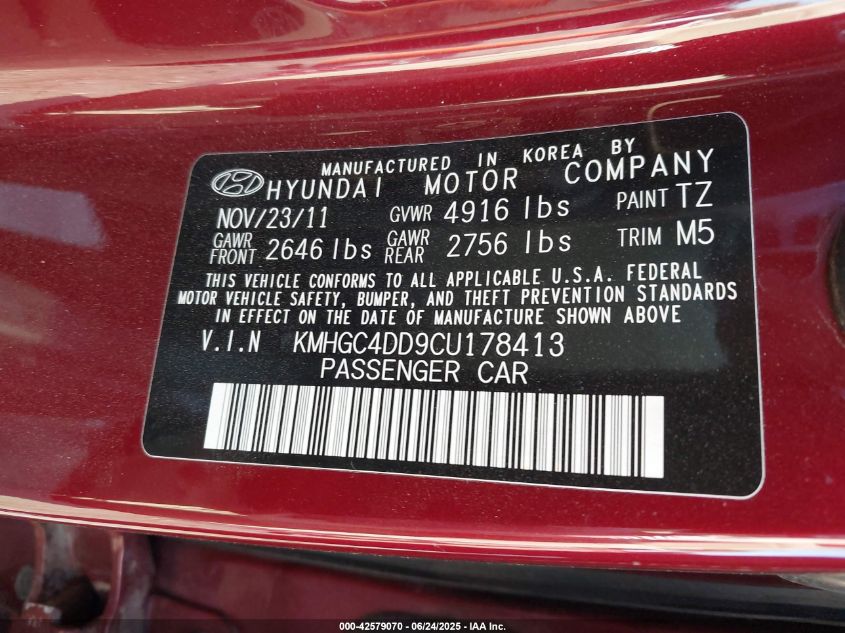 MANUFACTURED IN KOREA BY
HYUNDAI MOTOR COMPANY
NOV/23/11 GVWR 4916 lbs PAINT TZ
GAWR FRONT 2646 lbs GAWR REAR 2756 lbs TRIM M5
THIS VEHICLE CONFORMS TO ALL APPLICABLE U.S.A. FEDERAL
MOTOR VEHICLE SAFETY, BUMPER, AND THEFT PREVENTION STANDARDS
IN EFFECT ON THE DATE OF MANUFACTURE SHOWN ABOVE
V.I.N KMHGC4DD9CU178413
PASSENGER CAR
000-42579070 | 06/24/2025 - IAA Inc.